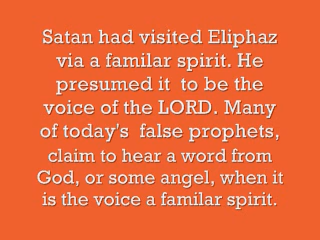 Satan had visited Eliphaz
via a familar spirit. He
presumed it to be the
voice of the LORD. Many
of today's false prophets,
claim to hear a word from
God, or some angel, when it
is the voice a familar spirit.